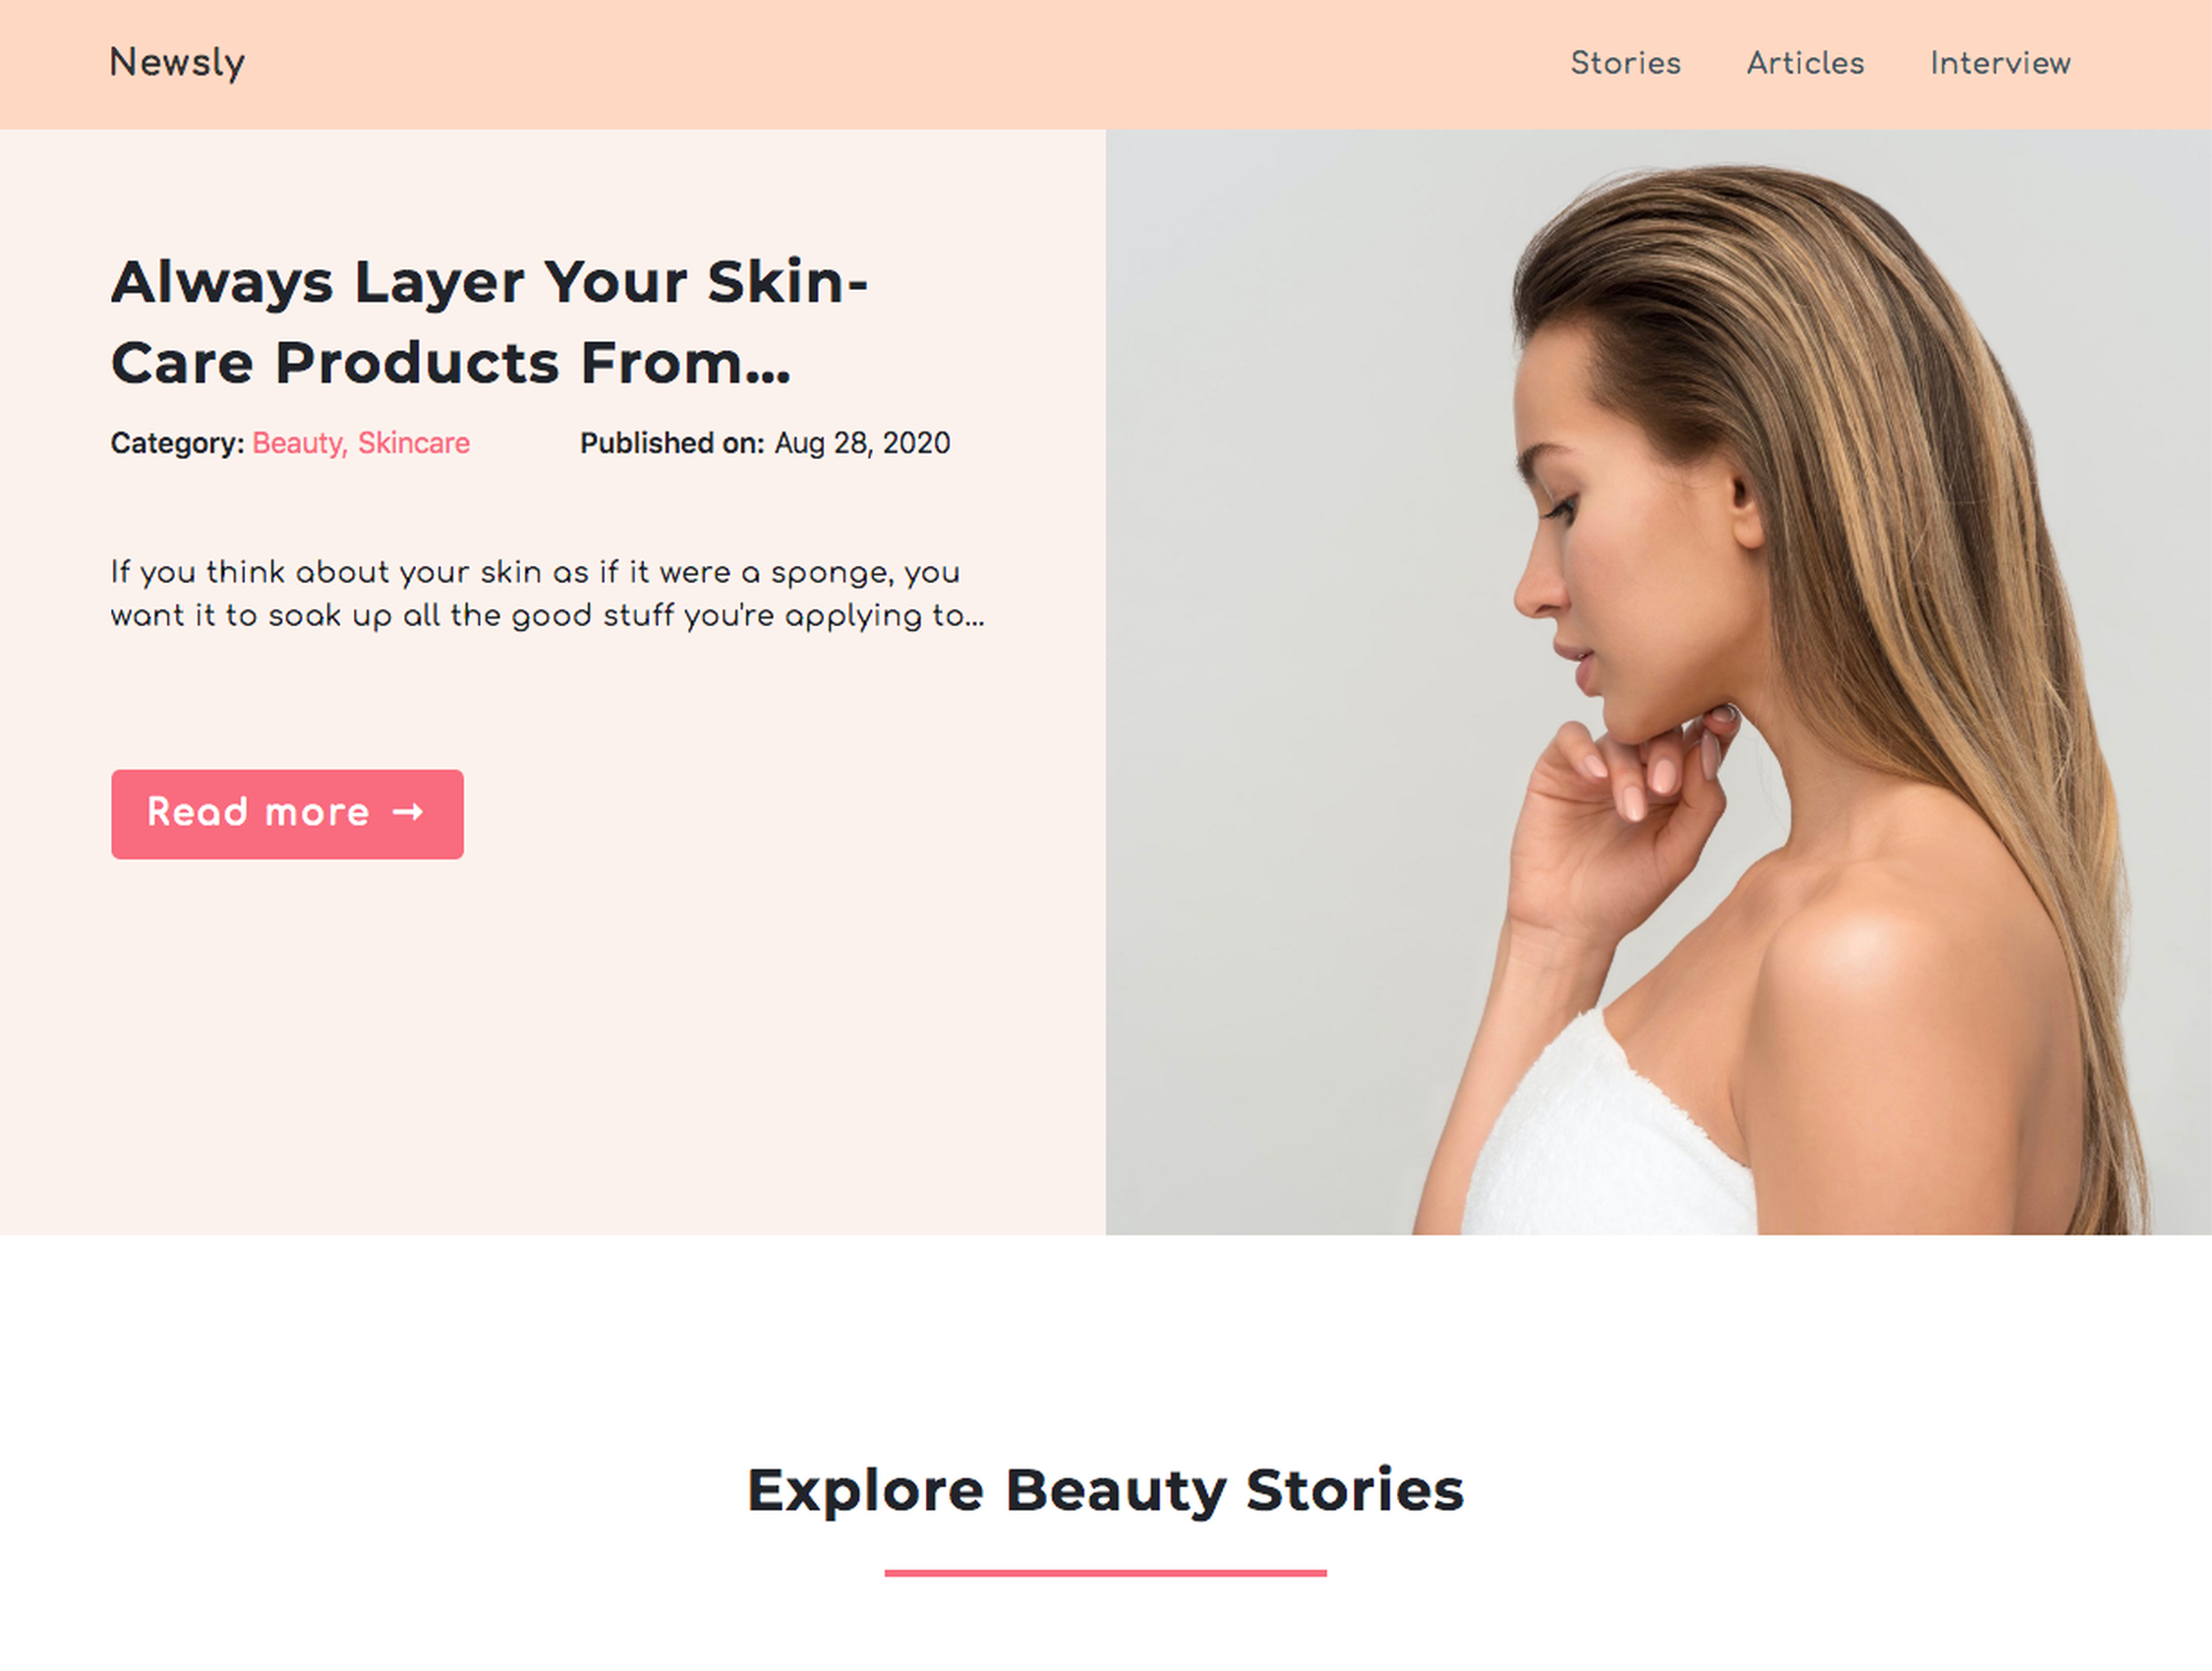 Newsly
Stories Articles Interview
Always Layer Your Skin-
Care Products From...
Category: Beauty, Skincare Published on: Aug 28, 2020
If you think about your skin as if it were a sponge, you
want it to soak up all the good stuff you're applying to...
Read more →
Explore Beauty Stories